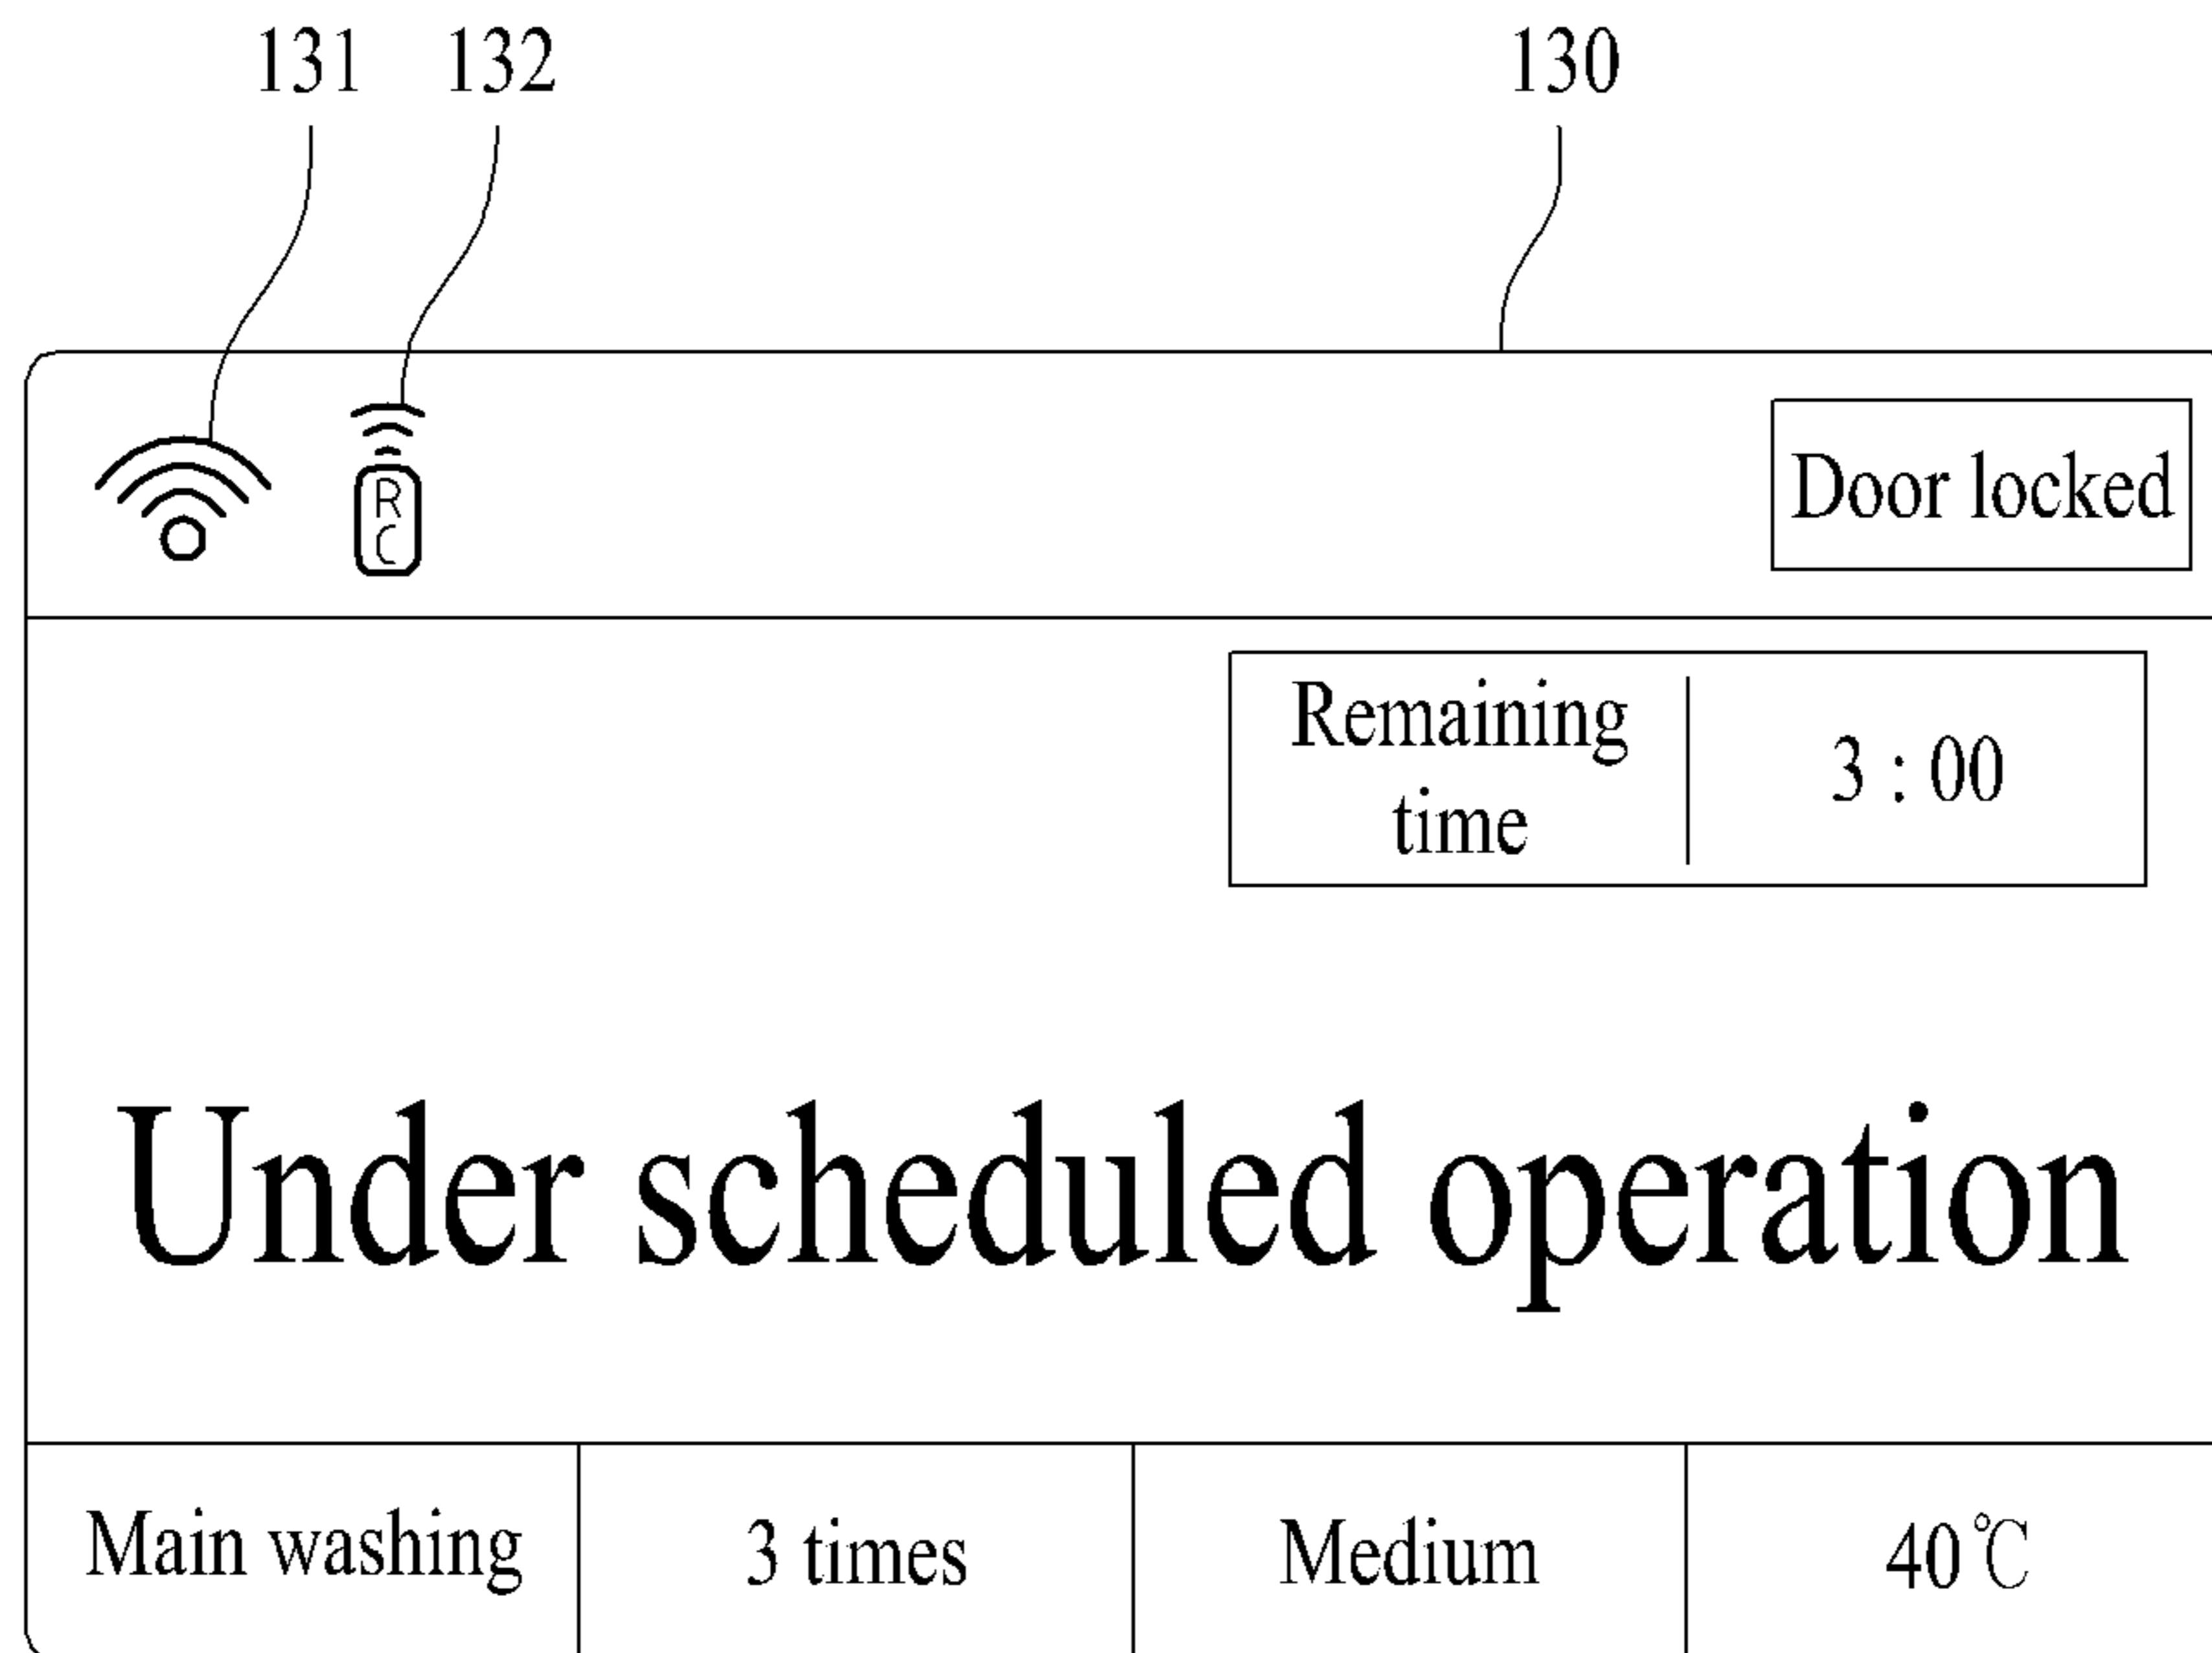 131 132 130
R
C
Door locked
Remaining
time
3 : 00
Under scheduled operation
Main washing 3 times Medium 40℃